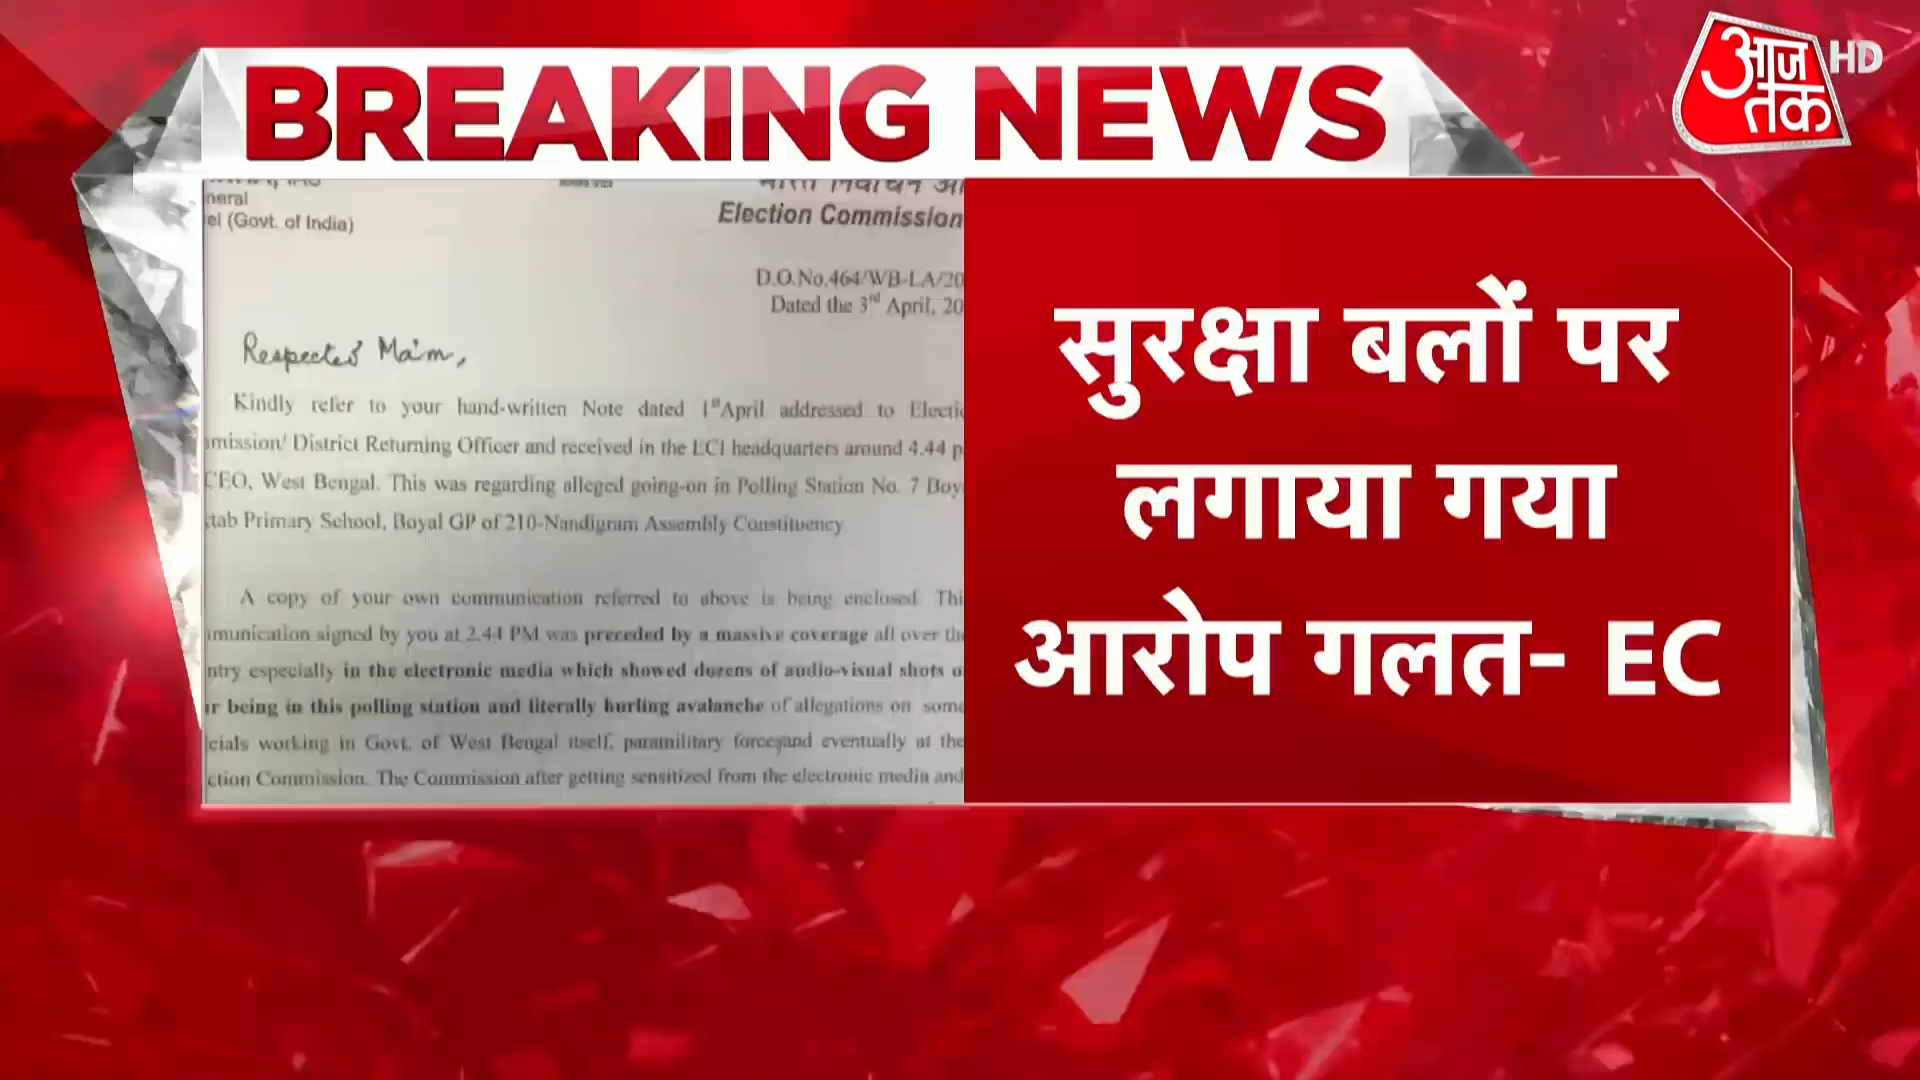 BREAKING NEWS
आज तक HD
neral
el (Govt. of India)
Election Commission
D.O.No.464/WB-LA/20
Dated the 3rd April, 20
Respected Ma'm,
Kindly refer to your hand-written Note dated 1st April addressed to Electi
mission/ District Returning Officer and received in the ECI headquarters around 4.44 p
CEO, West Bengal. This was regarding alleged going-on in Polling Station No. 7 Boy
tab Primary School, Boyal GP of 210-Nandigram Assembly Constituency
A copy of your own communication referred to above is being enclosed. Thi
munication signed by you at 2.44 PM was preceded by a massive coverage all over the
ntry especially in the electronic media which showed dozens of audio-visual shots o
r being in this polling station and literally hurling avalanche of allegations on some
cials working in Govt. of West Bengal itself, paramilitary forces and eventually at the
ction Commission. The Commission after getting sensitized from the electronic media and
सुरक्षा बलों पर
लगाया गया
आरोप गलत- EC